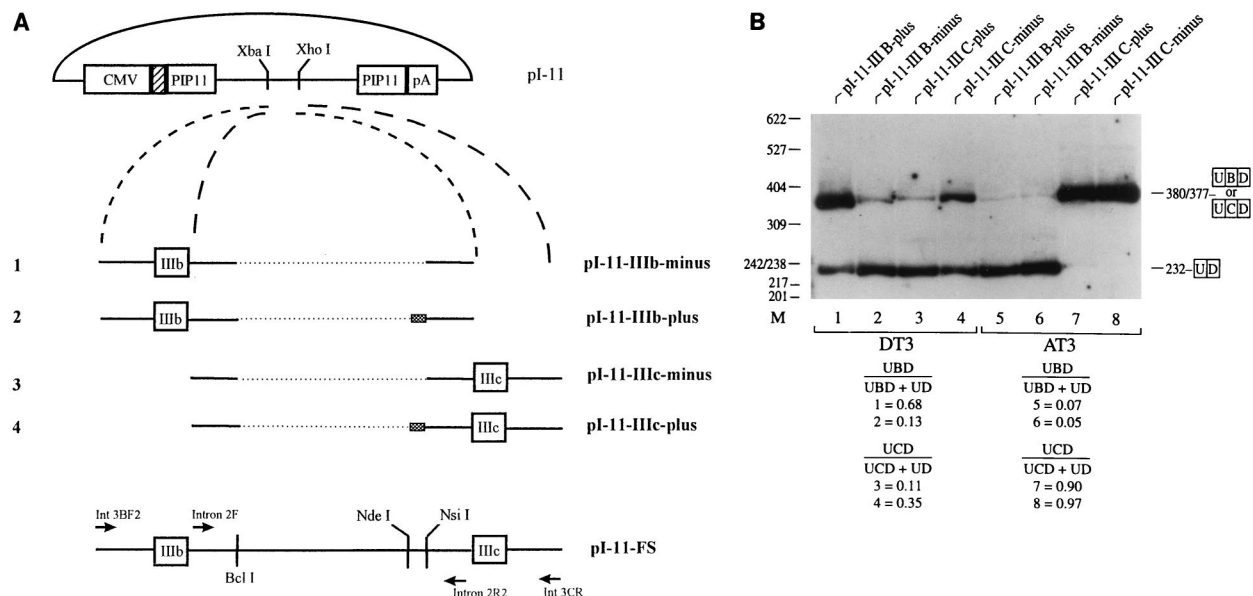 A
Xba I
Xho I
CMV
PIP11
PIP11
pA
pI-11
1
IIIb
pI-11-IIIb-minus
2
IIIb
pI-11-IIIb-plus
3
IIIc
pI-11-IIIc-minus
4
IIIc
pI-11-IIIc-plus
Int 3BF2
Intron 2F
Nde I
Nsi I
IIIb
IIIc
pI-11-FS
Bcl I
Intron 2R2
Int 3CR
B
pI-11-III B-plus
pI-11-III B-minus
pI-11-III C-plus
pI-11-III C-minus
pI-11-III B-plus
pI-11-III B-minus
pI-11-III C-plus
pI-11-III C-minus
622
527
404
309
242/238
217
201
380/377
UBD
or
UCD
232
UD
M 1 2 3 4 5 6 7 8
DT3
AT3
UBD
UBD + UD
1 = 0.68
2 = 0.13
UCD
UCD + UD
3 = 0.11
4 = 0.35
UBD
UBD + UD
5 = 0.07
6 = 0.05
UCD
UCD + UD
7 = 0.90
8 = 0.97